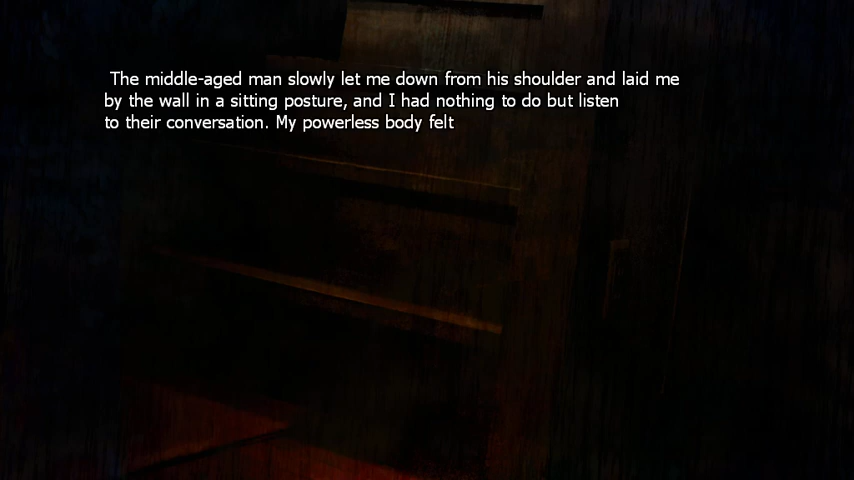 The middle-aged man slowly let me down from his shoulder and laid me
by the wall in a sitting posture, and I had nothing to do but listen
to their conversation. My powerless body felt